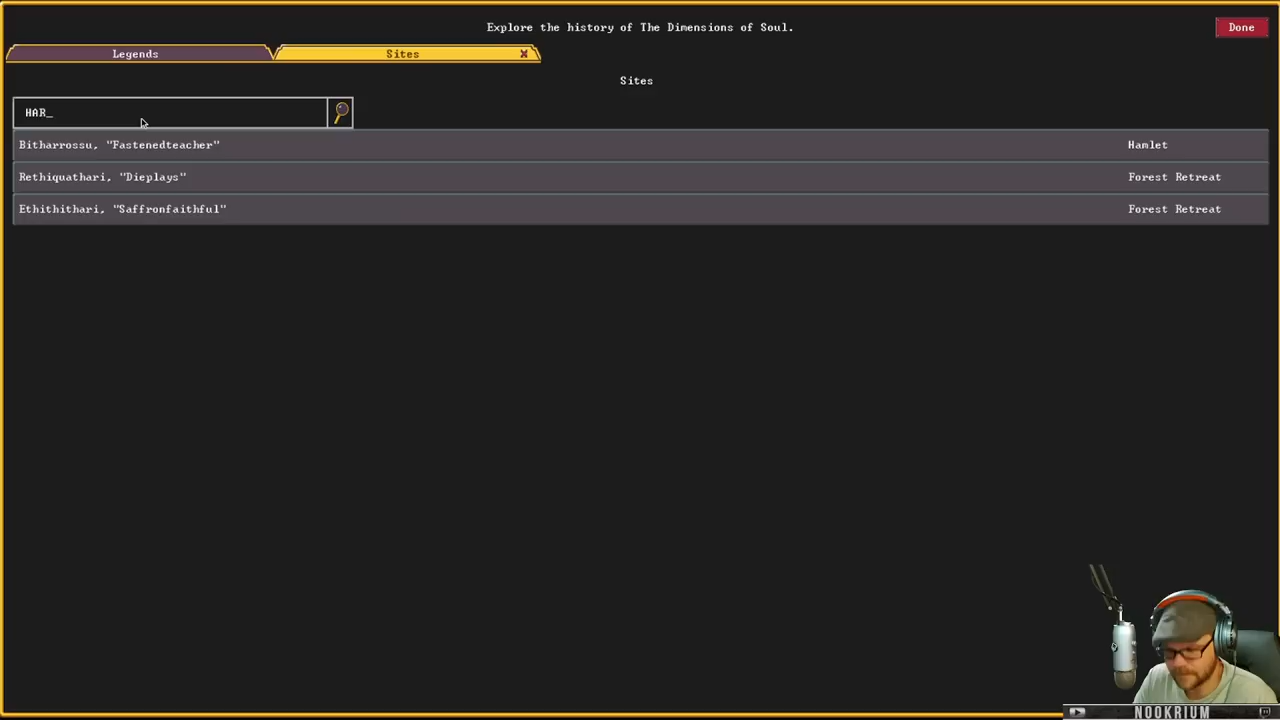 Explore the history of The Dimensions of Soul.
Done
Legends
Sites
Sites
HAR_
Bitharrossu, "Fastenedteacher"
Hamlet
Rethiquathari, "Dieplays"
Forest Retreat
Ethithithari, "Saffronfaithful"
Forest Retreat
NOOKRIUM